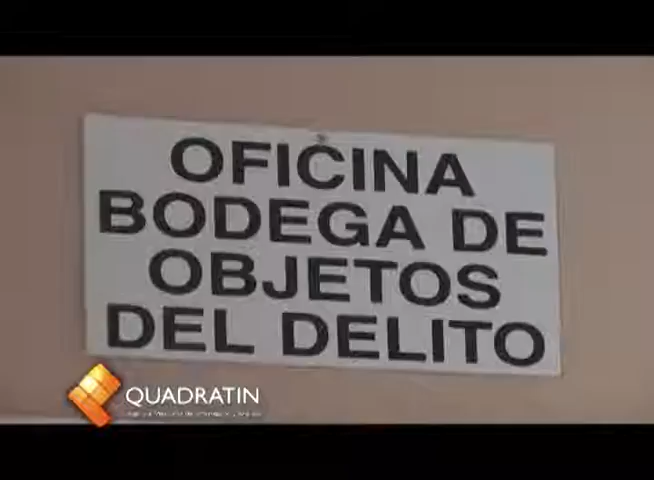 OFICINA
BODEGA DE
OBJETOS
DEL DELITO
QUADRATIN